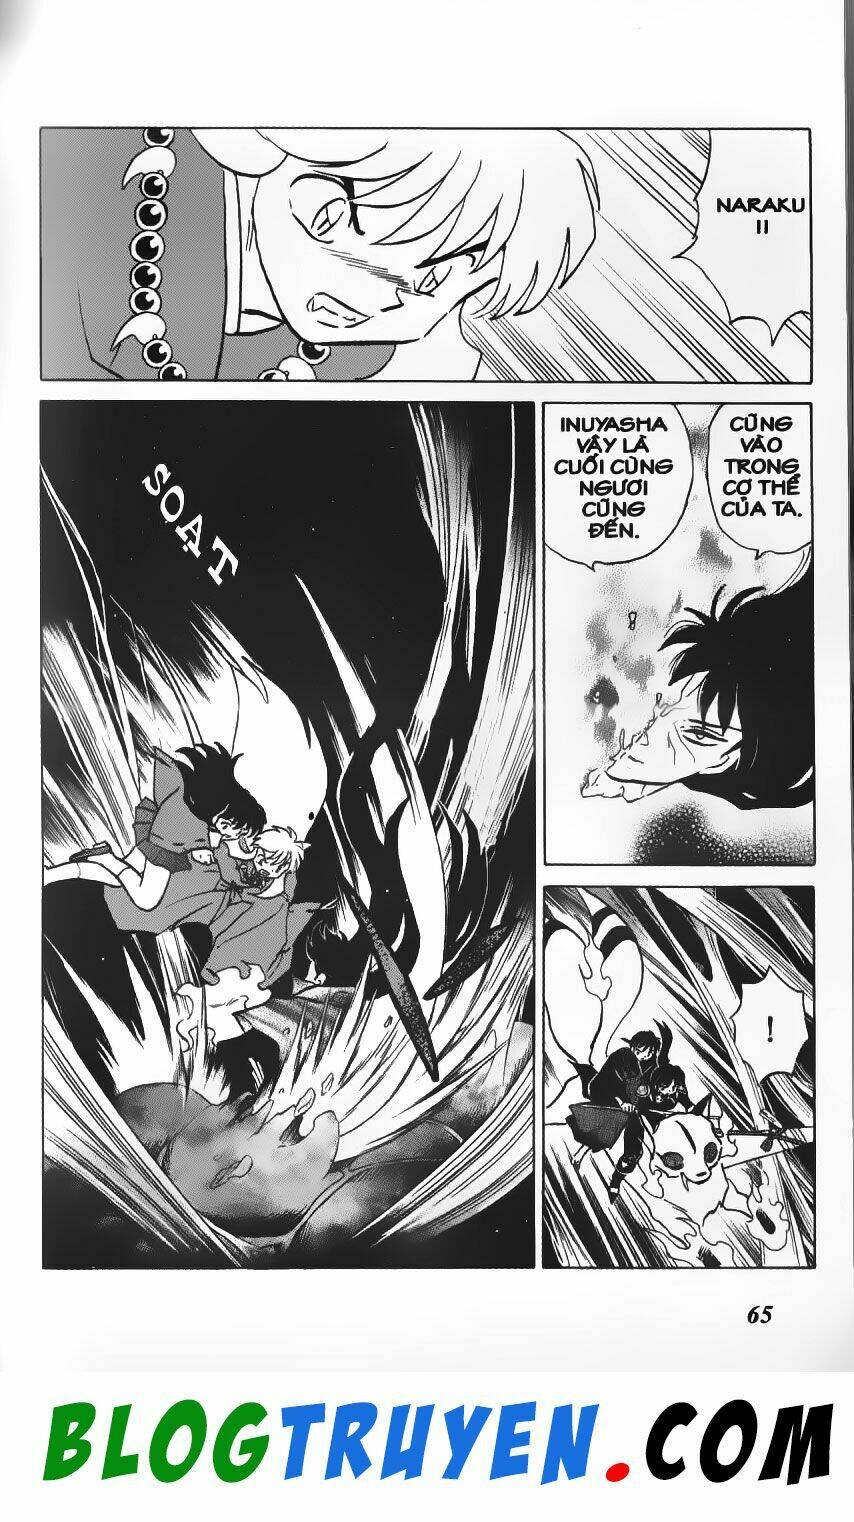 NARAKU
!!
CŨNG
VÀO
TRONG
CƠ THỂ
CỦA TA.
INUYASHA
VẬY LÀ
CUỐI CÙNG
NGƯƠI
CŨNG
ĐẾN.
SOẠT
!
65
BLOGTRUYEN.COM